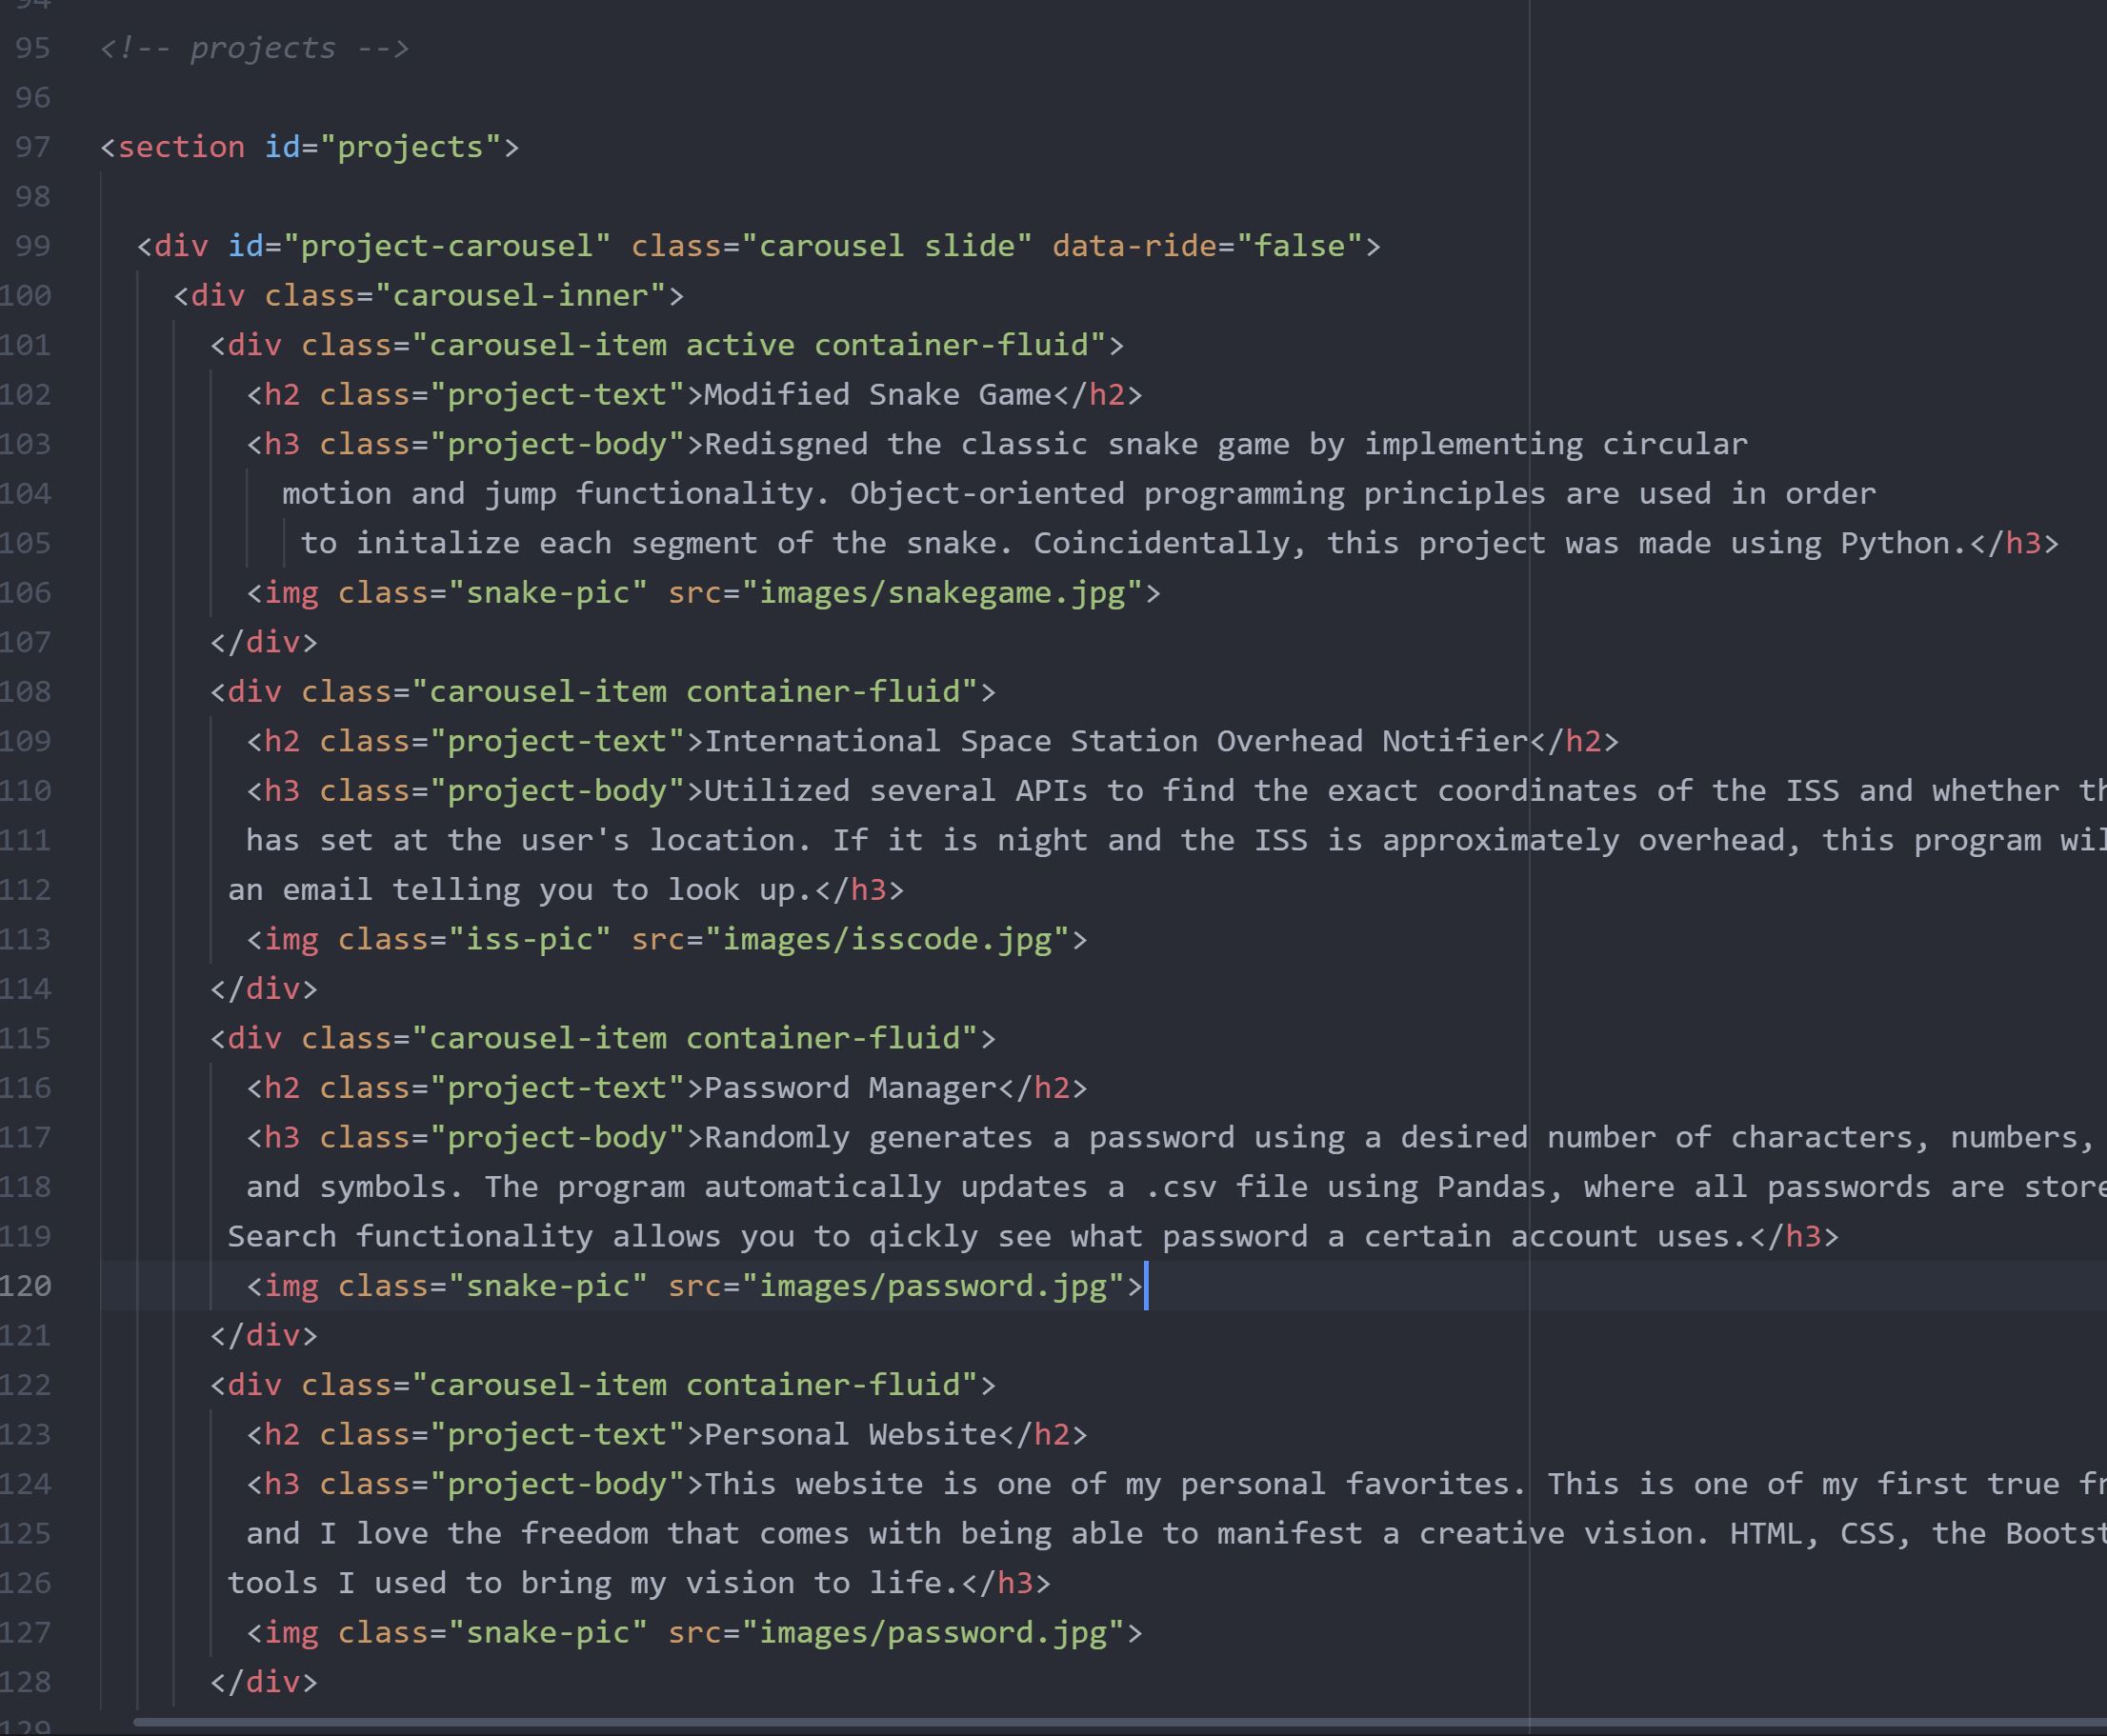 94
95 <!-- projects -->
96
97 <section id="projects">
98
99 <div id="project-carousel" class="carousel slide" data-ride="false">
100 <div class="carousel-inner">
101 <div class="carousel-item active container-fluid">
102 <h2 class="project-text">Modified Snake Game</h2>
103 <h3 class="project-body">Redisgned the classic snake game by implementing circular
104 motion and jump functionality. Object-oriented programming principles are used in order
105 to initalize each segment of the snake. Coincidentally, this project was made using Python.</h3>
106 <img class="snake-pic" src="images/snakegame.jpg">
107 </div>
108 <div class="carousel-item container-fluid">
109 <h2 class="project-text">International Space Station Overhead Notifier</h2>
110 <h3 class="project-body">Utilized several APIs to find the exact coordinates of the ISS and whether
111 has set at the user's location. If it is night and the ISS is approximately overhead, this program
112 an email telling you to look up.</h3>
113 <img class="iss-pic" src="images/isscode.jpg">
114 </div>
115 <div class="carousel-item container-fluid">
116 <h2 class="project-text">Password Manager</h2>
117 <h3 class="project-body">Randomly generates a password using a desired number of characters, numbers,
118 and symbols. The program automatically updates a .csv file using Pandas, where all passwords are
119 Search functionality allows you to qickly see what password a certain account uses.</h3>
120 <img class="snake-pic" src="images/password.jpg">
121 </div>
122 <div class="carousel-item container-fluid">
123 <h2 class="project-text">Personal Website</h2>
124 <h3 class="project-body">This website is one of my personal favorites. This is one of my first true
125 and I love the freedom that comes with being able to manifest a creative vision. HTML, CSS, the
126 tools I used to bring my vision to life.</h3>
127 <img class="snake-pic" src="images/password.jpg">
128 </div>
129